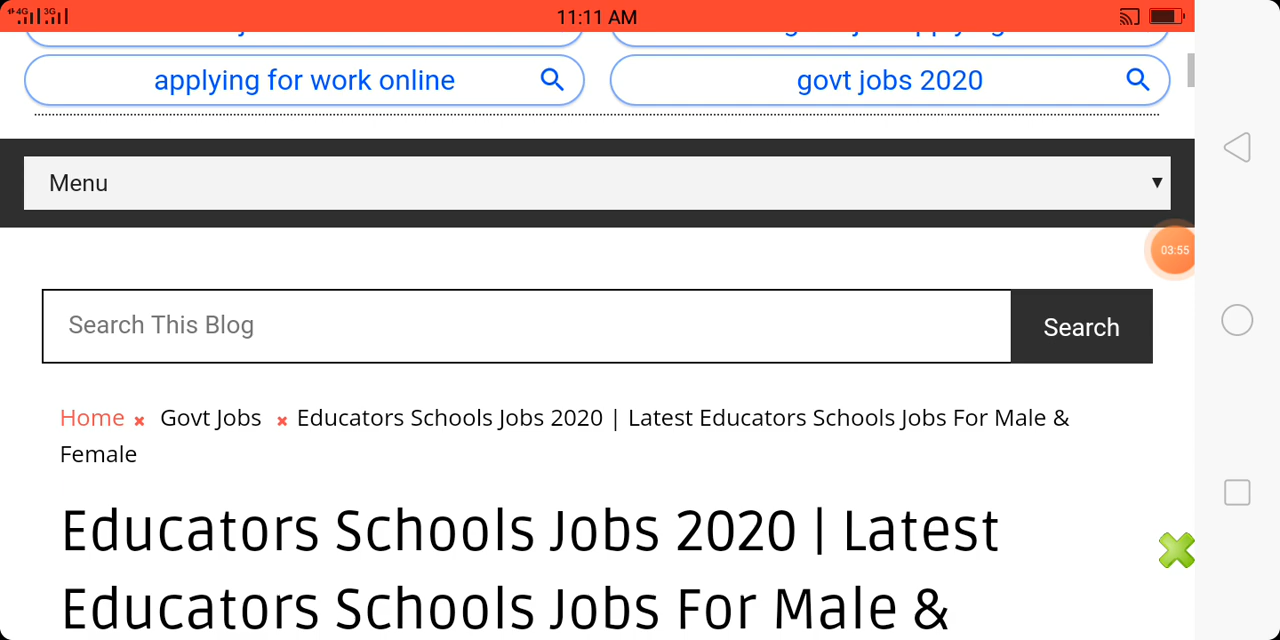 4G 3G 11:11 AM
applying for work online govt jobs 2020
Menu
03:55
Search This Blog Search
Home Govt Jobs Educators Schools Jobs 2020 | Latest Educators Schools Jobs For Male &
Female
Educators Schools Jobs 2020 | Latest
Educators Schools Jobs For Male &